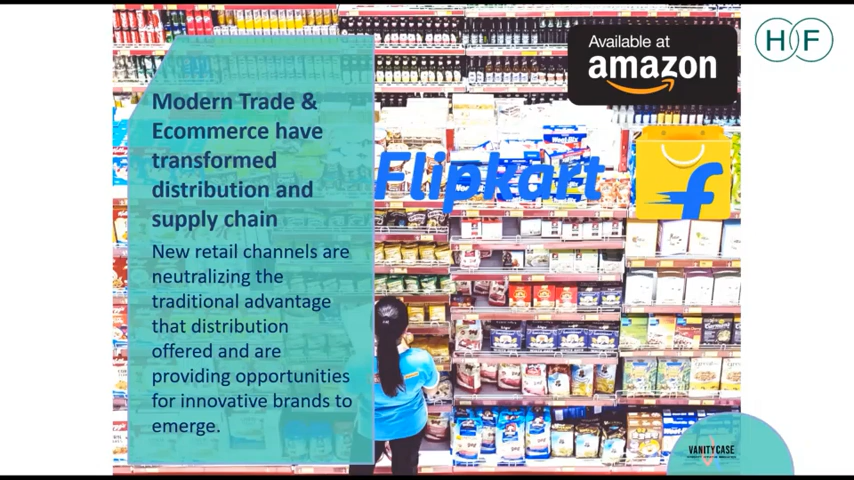 Available at
amazon
H F
Modern Trade &
Ecommerce have
transformed
distribution and
supply chain
Flipkart
f
New retail channels are
neutralizing the
traditional advantage
that distribution
offered and are
providing opportunities
for innovative brands to
emerge.
VANITYCASE